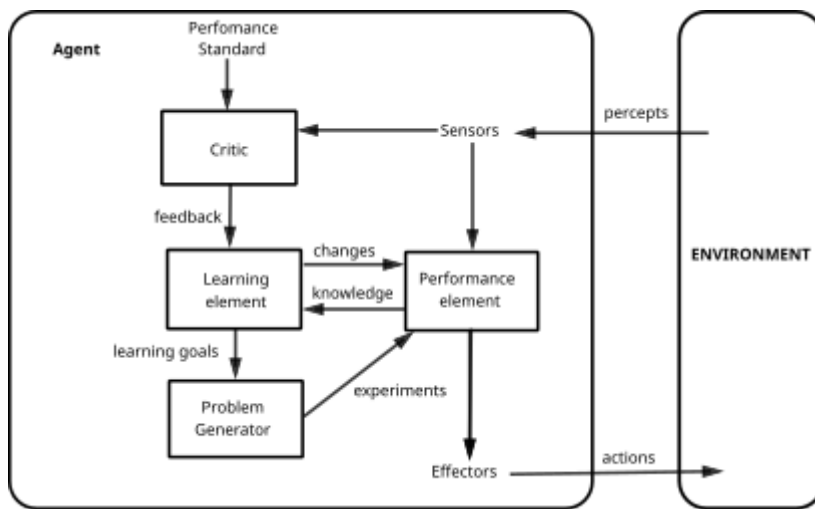 Perfomance
Standard
Agent
percepts
Sensors
Critic
feedback
changes
ENVIRONMENT
Learning
element
Performance
element
knowledge
learning goals
experiments
Problem
Generator
actions
Effectors